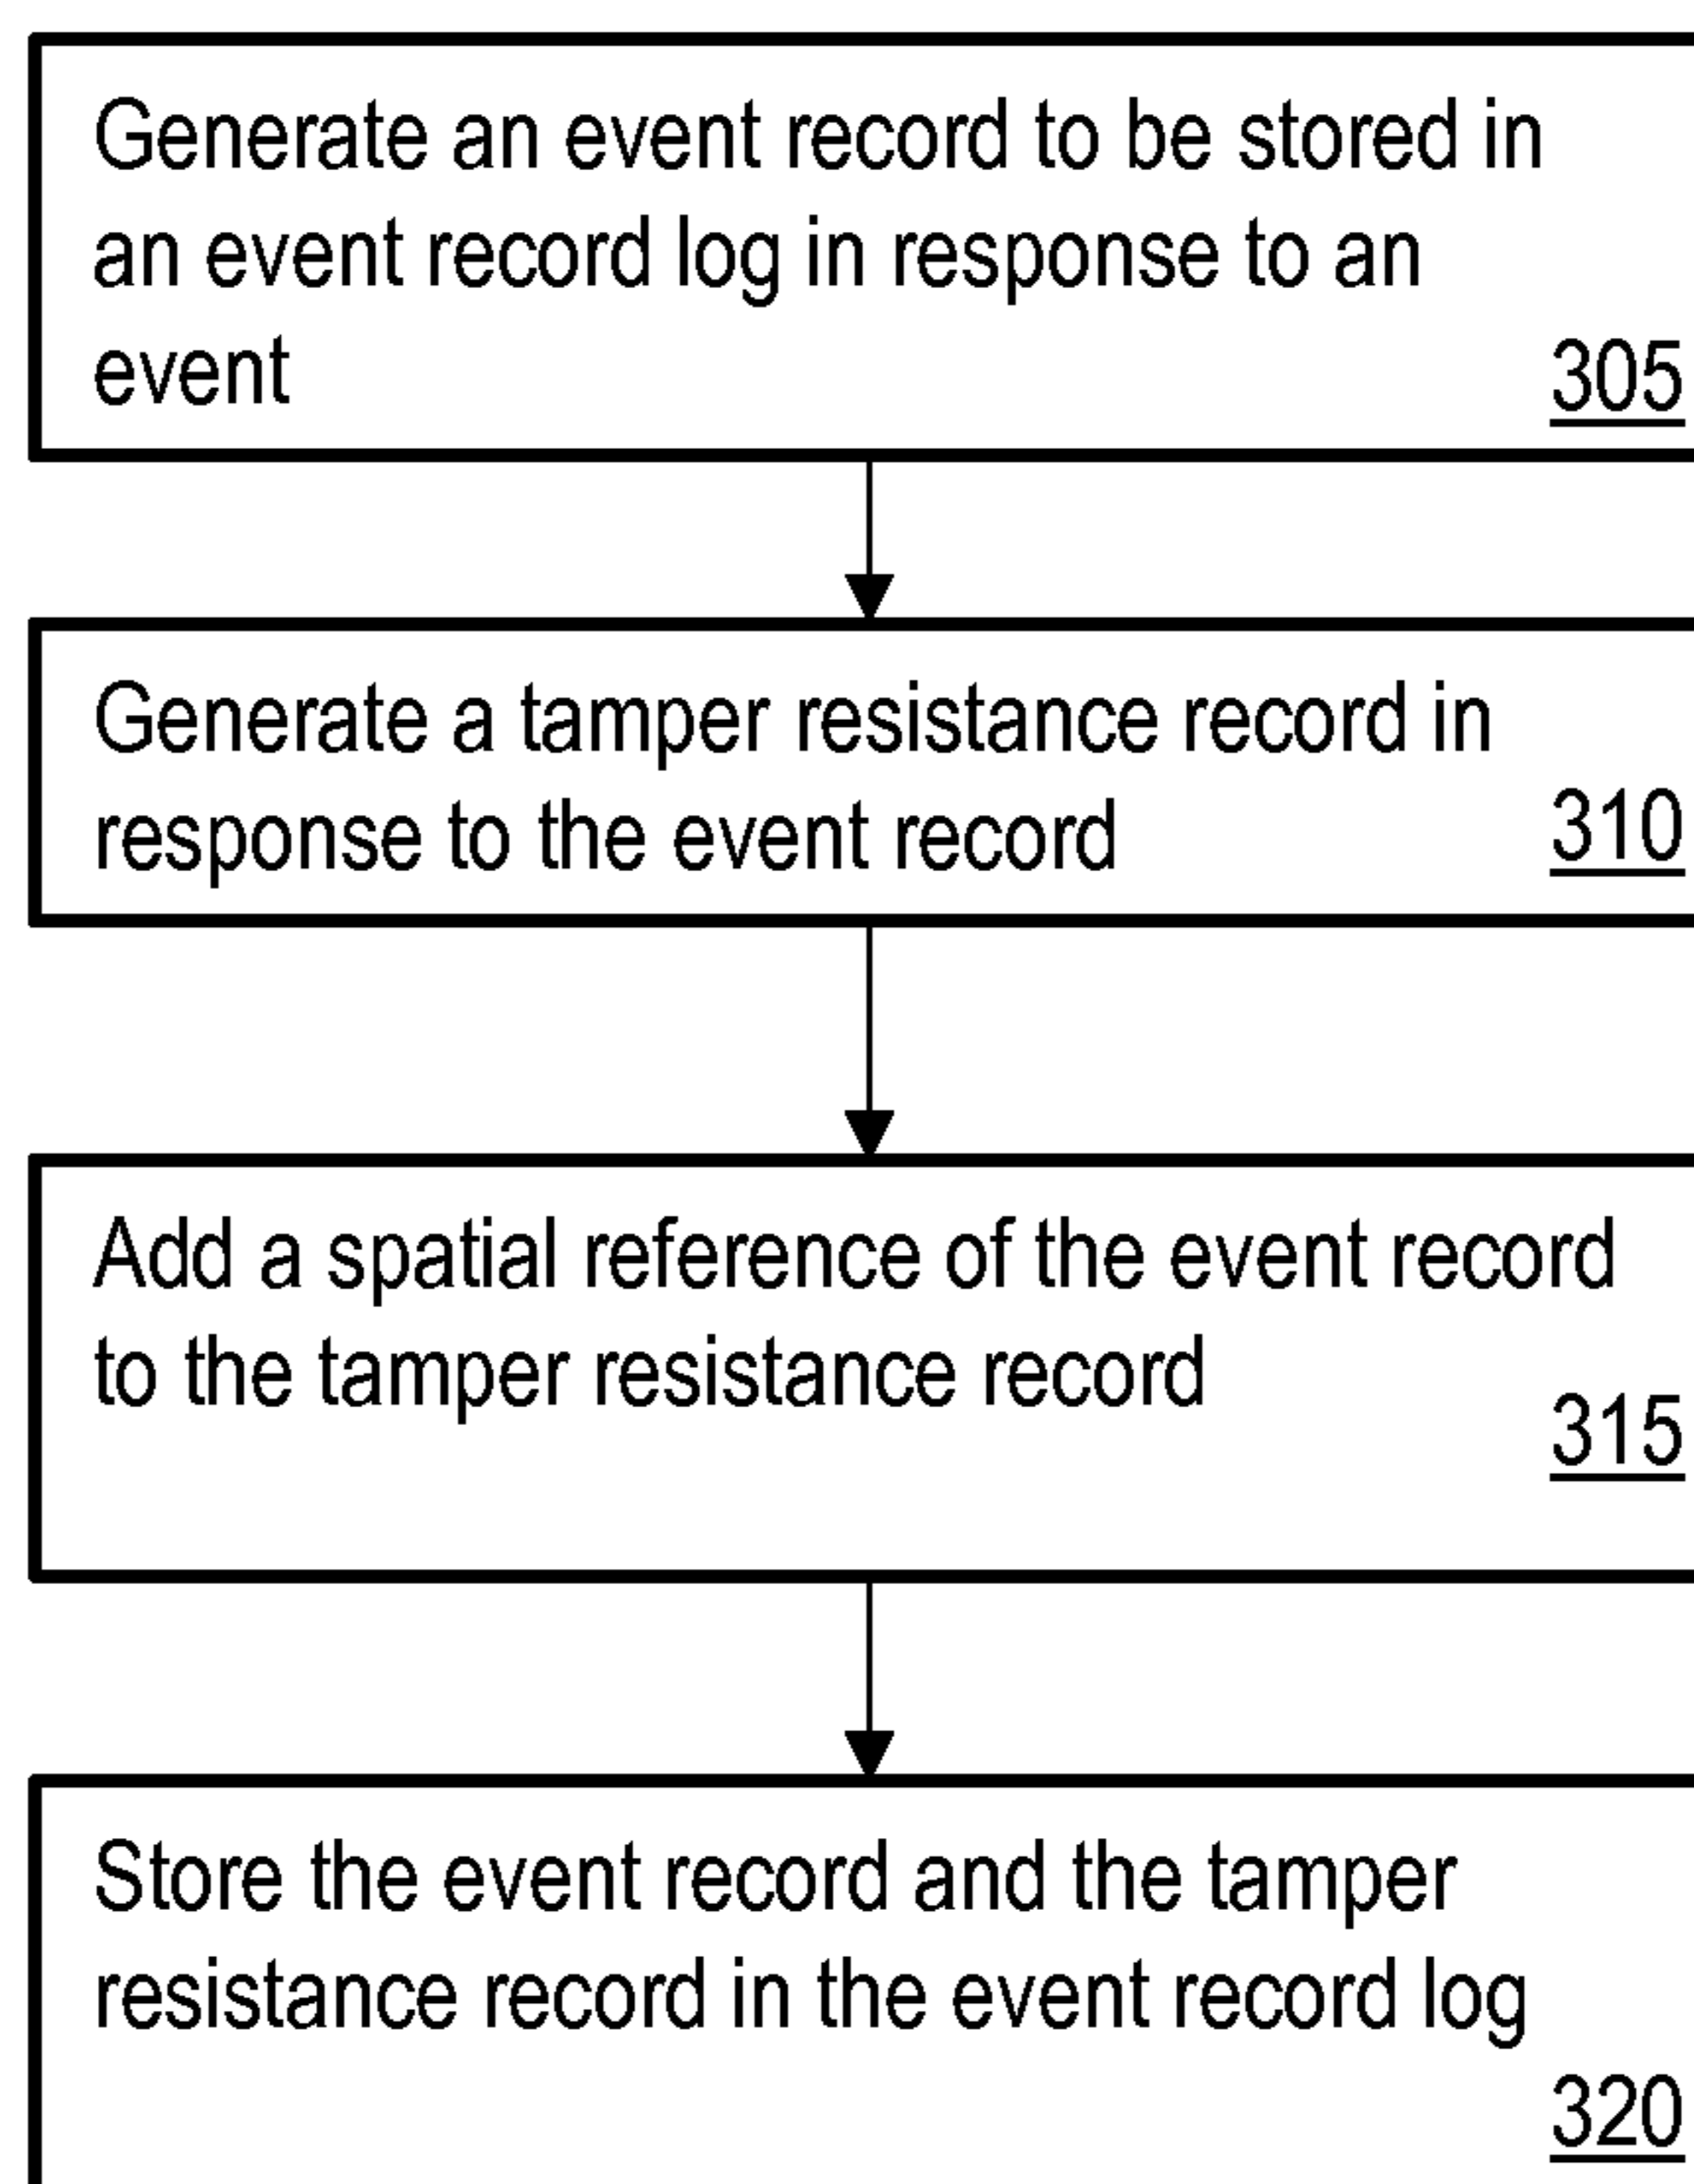 Generate an event record to be stored in
an event record log in response to an
event
305
Generate a tamper resistance record in
response to the event record
310
Add a spatial reference of the event record
to the tamper resistance record
315
Store the event record and the tamper
resistance record in the event record log
320